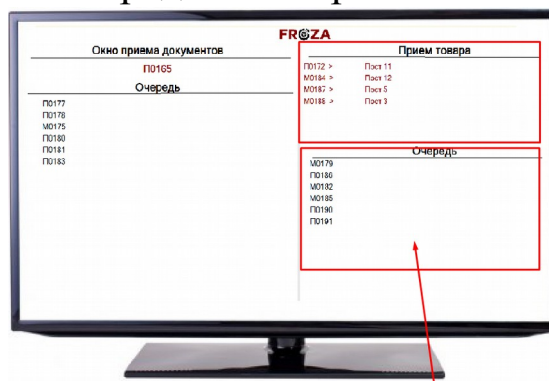 FROZA
Окно приема документов
П0165
Очередь
П0177
П0178
М0175
П0180
П0181
П0183
Прием товара
П0172 > Пост 11
М0184 > Пост 12
М0187 > Пост 5
М0188 > Пост 3
Очередь
М0179
П0180
М0182
М0185
П0190
П0191